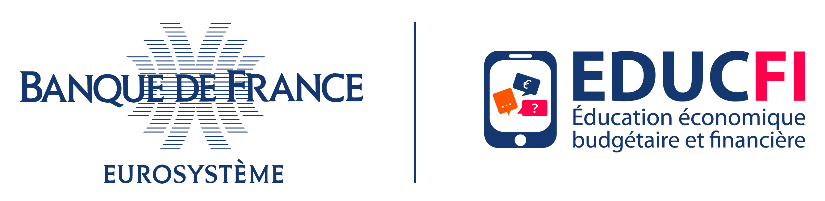 BANQUE DE FRANCE
EUROSYSTÈME
€
...
?
EDUCFI
Éducation économique
budgétaire et financière